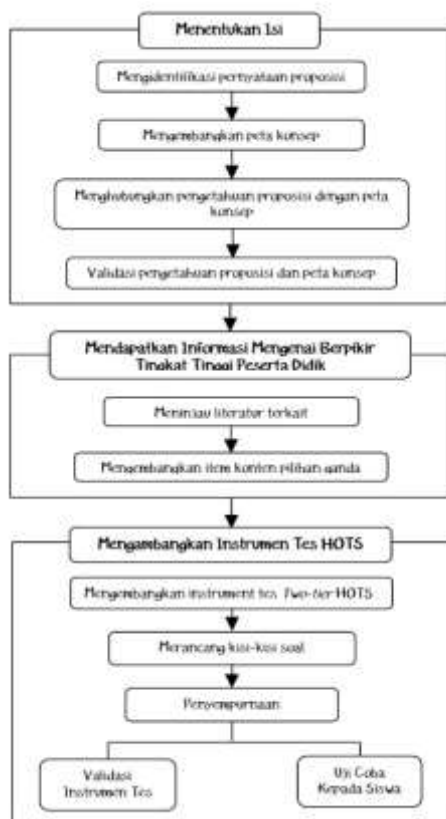 Menentukan Isi
Mengidentifikasi pernyataan proposisi
Mengembangkan peta konsep
Menghubungkan pengetahuan proposisi dengan peta
konsep
Validasi pengetahuan proposisi dan peta konsep
Mendapatkan Informasi Mengenai Berpikir
Tingkat Tinggi Peserta Didik
Meninjau literatur terkait
Mengembangkan item konten pilihan ganda
Mengambangkan Instrumen Tes HOTS
Mengembangkan instrument tes Two-tier HOTS
Merancang kisi-kisi soal
Penyempurnaan
Validasi
Instrumen Tes
Uji Coba
Kepada Siswa